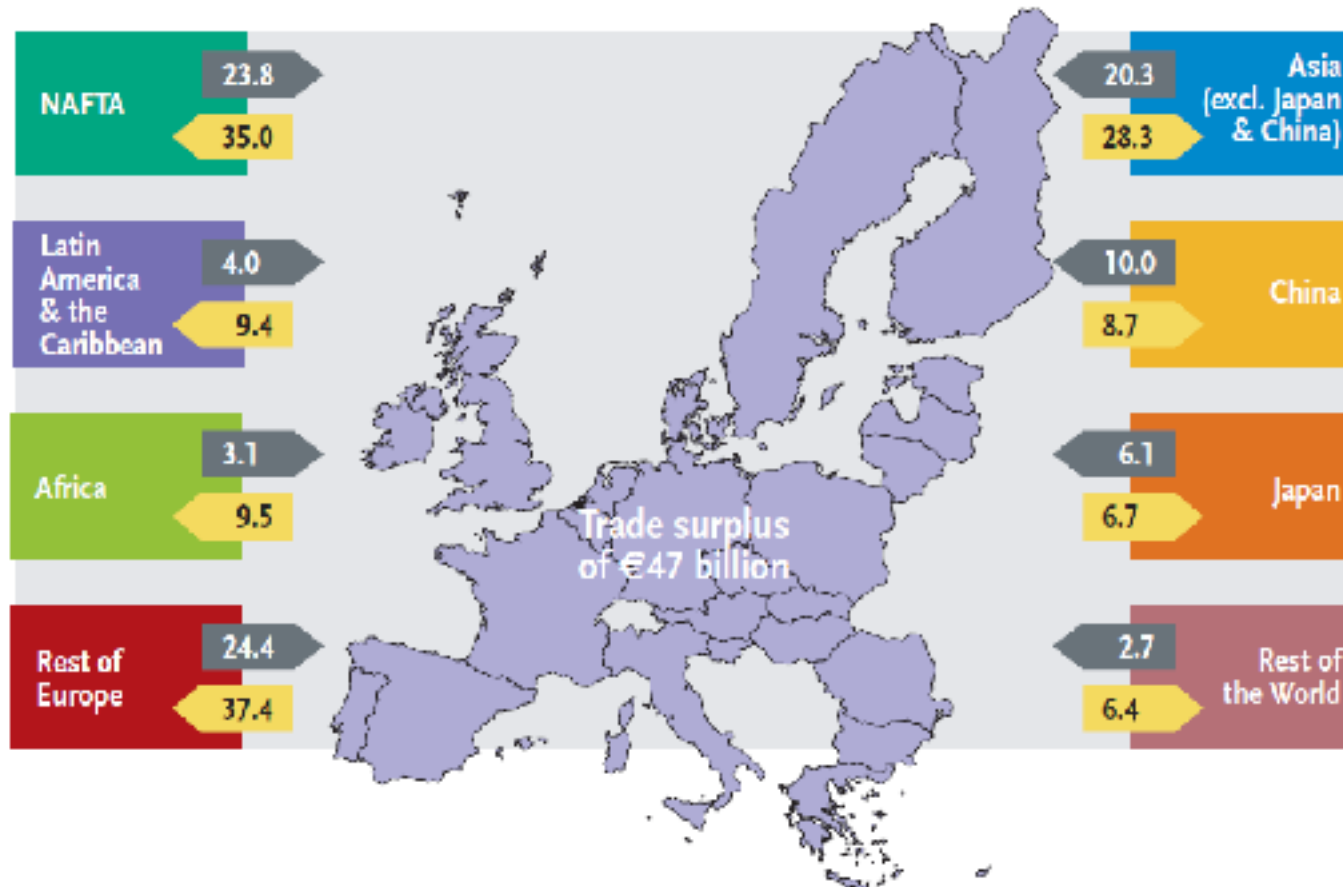 NAFTA
23.8
35.0
Latin
America
& the
Caribbean
4.0
9.4
Africa
3.1
9.5
Rest of
Europe
24.4
37.4
Trade surplus
of €47 billion
20.3
28.3
Asia
(excl. Japan
& China)
10.0
8.7
China
6.1
6.7
Japan
2.7
6.4
Rest of
the World